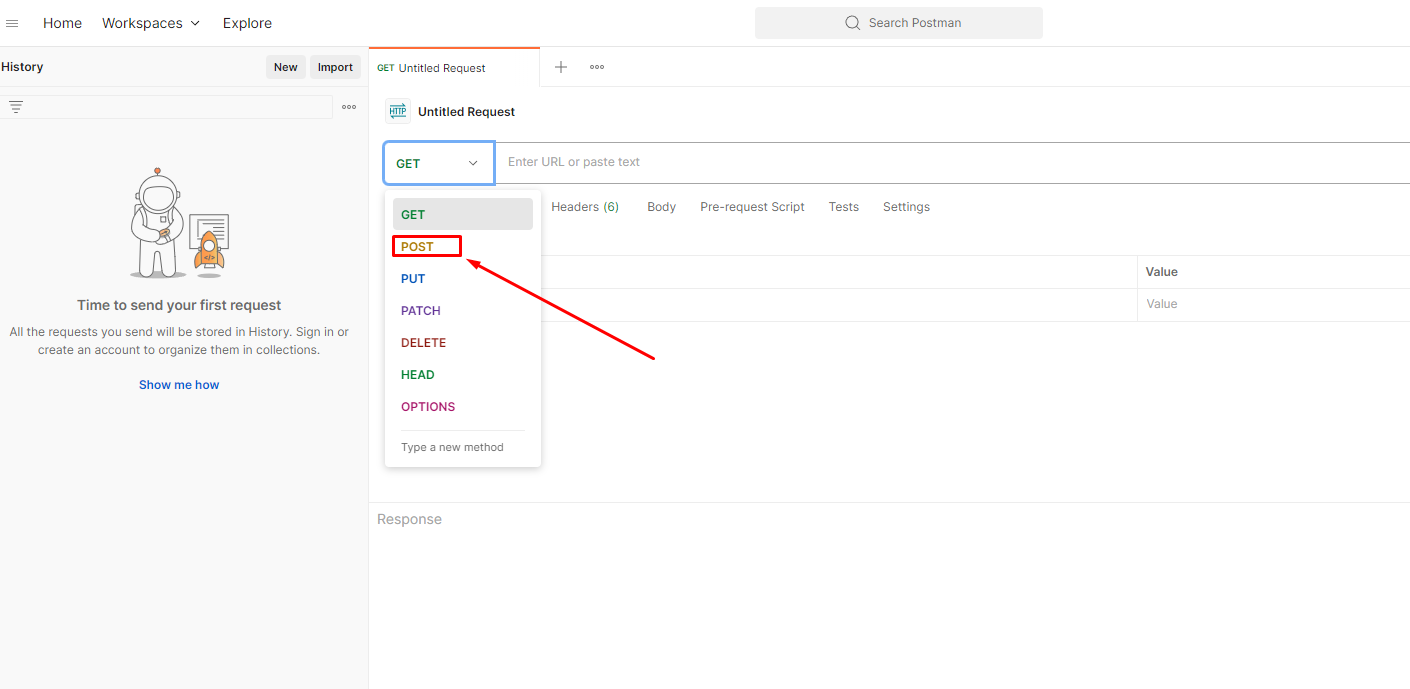 Home Workspaces Explore
Search Postman
History
New Import
GET Untitled Request
HTTP Untitled Request
GET
Enter URL or paste text
GET
POST
PUT
PATCH
DELETE
HEAD
OPTIONS
Type a new method
Headers (6) Body Pre-request Script Tests Settings
Value
Value
</>
Time to send your first request
All the requests you send will be stored in History. Sign in or
create an account to organize them in collections.
Show me how
Response